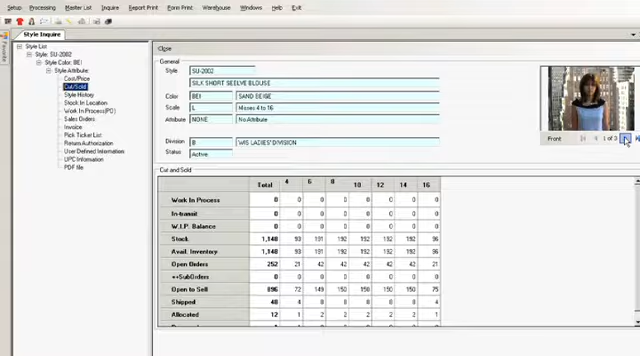 Setup Processing Master List Inquire Report Print Form Print Warehouse Windows Help Exit
Favorite
Style Inquire
Style List
Style: SU-2002
Style Color: BEI
Style Attribute:
Cost/Price
Cut/Sold
Style History
Stock In Location
Work In Process(PO)
Sales Orders
Invoice
Pick Ticket List
Return Authorization
User Defined Information
UPC Information
PDF file
Close
General
Style SU-2002
SILK SHORT SEELVE BLOUSE
Color BEI SAND BEIGE
Scale L Misses 4 to 16
Attribute NONE No Attribute
Division B WIS LADIES' DIVISION
Status Active
Front 1 of 3
Cut and Sold
Total 4 6 8 10 12 14 16
Work In Process 0 0 0 0 0 0 0 0
In-transit 0 0 0 0 0 0 0 0
W.I.P. Balance 0 0 0 0 0 0 0 0
Stock 1,148 93 191 192 192 192 192 96
Avail. Inventory 1,148 93 191 192 192 192 192 96
Open Orders 252 21 42 42 42 42 42 21
++SubOrders 0 0 0 0 0 0 0 0
Open to Sell 896 72 149 150 150 150 150 75
Shipped 48 4 8 8 8 8 8 4
Allocated 12 1 2 2 2 2 2 1